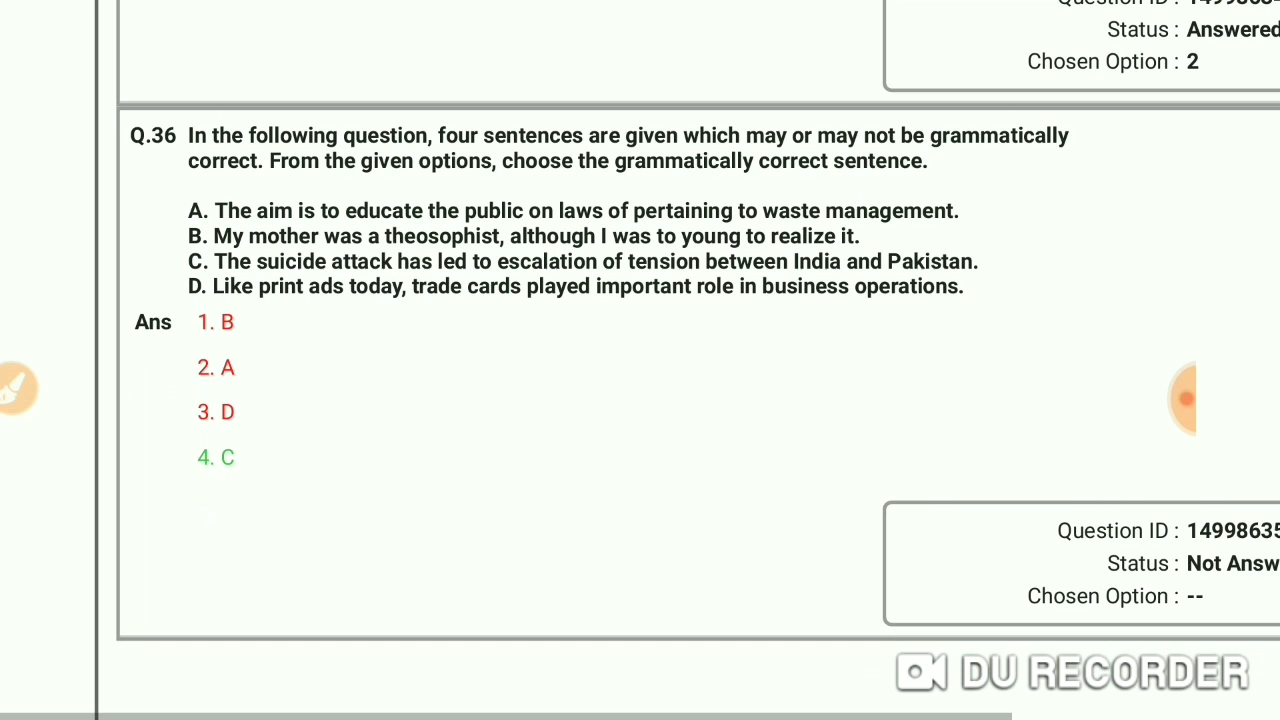 Status : Answered
Chosen Option : 2
Q.36 In the following question, four sentences are given which may or may not be grammatically
correct. From the given options, choose the grammatically correct sentence.
A. The aim is to educate the public on laws of pertaining to waste management.
B. My mother was a theosophist, although I was to young to realize it.
C. The suicide attack has led to escalation of tension between India and Pakistan.
D. Like print ads today, trade cards played important role in business operations.
Ans 1. B
2. A
3. D
4. C
Question ID : 14998635
Status : Not Answ
Chosen Option : --
DU RECORDER